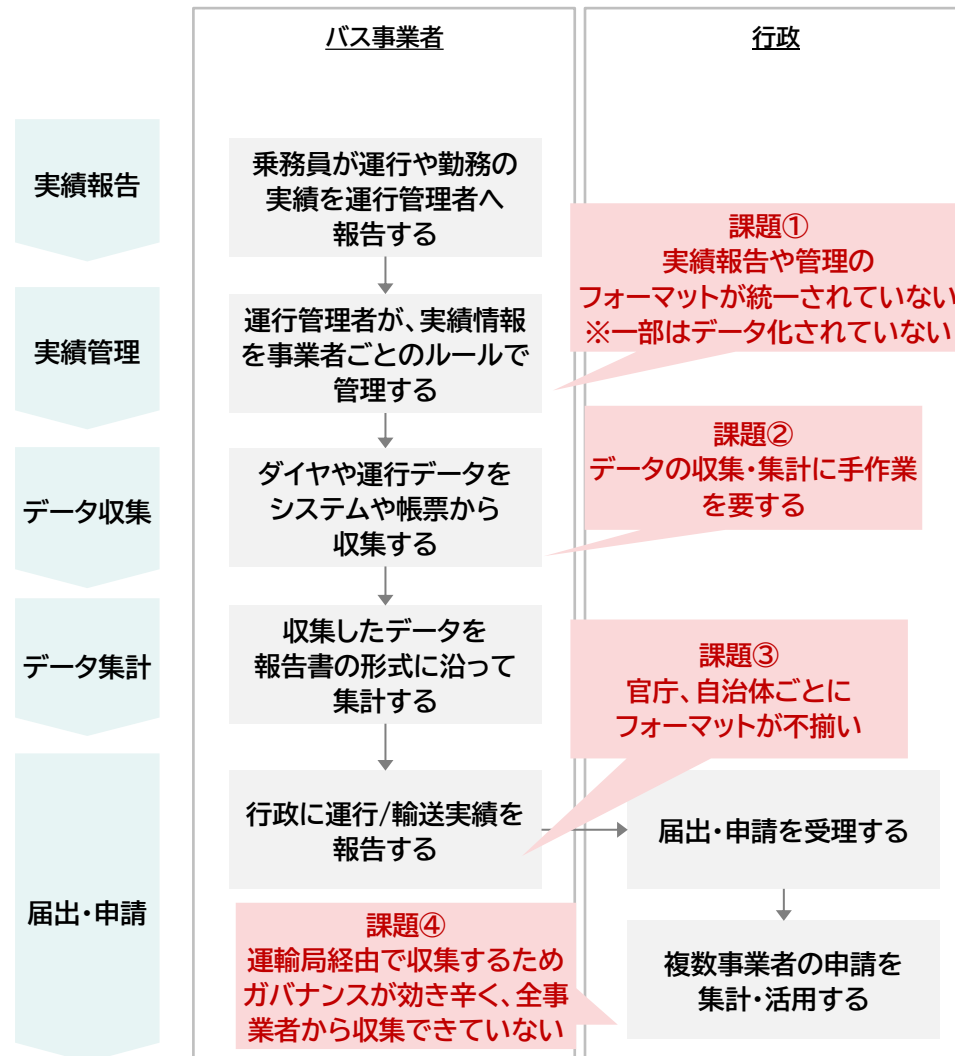 バス事業者
行政
実績報告
乗務員が運行や勤務の
実績を運行管理者へ
報告する
課題①
実績報告や管理の
フォーマットが統一されていない
※一部はデータ化されていない
実績管理
運行管理者が、実績情報
を事業者ごとのルールで
管理する
課題②
データの収集・集計に手作業
を要する
データ収集
ダイヤや運行データを
システムや帳票から
収集する
データ集計
収集したデータを
報告書の形式に沿って
集計する
課題③
官庁、自治体ごとに
フォーマットが不揃い
届出・申請
行政に運行/輸送実績を
報告する
届出・申請を受理する
課題④
運輸局経由で収集するため
ガバナンスが効き辛く、全事
業者から収集できていない
複数事業者の申請を
集計・活用する